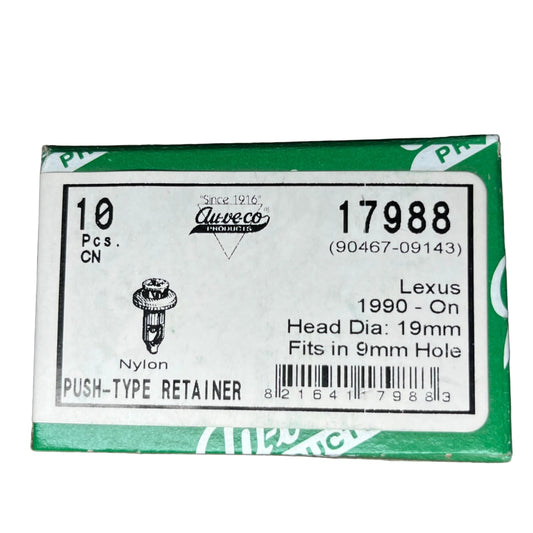 10
Pcs.
CN
"Since 1916"
Au-ve-co®
PRODUCTS
17988
(90467-09143)
Lexus
1990 - On
Head Dia: 19mm
Fits in 9mm Hole
Nylon
PUSH-TYPE RETAINER
8 21641 17988 3